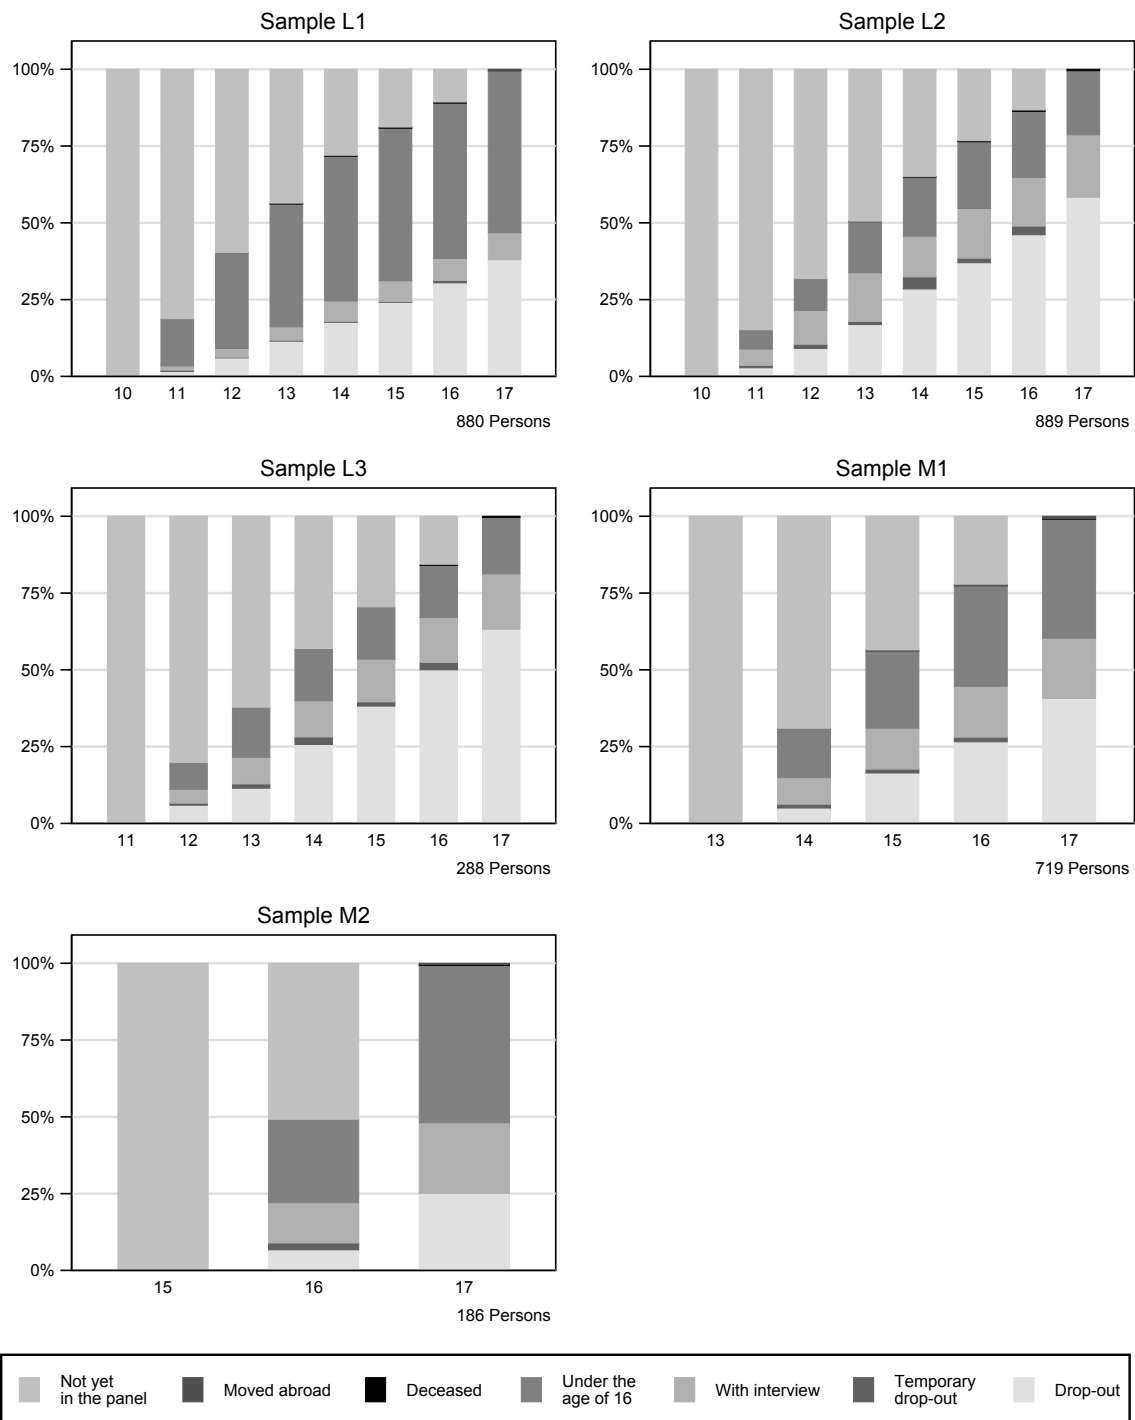 Sample L1
100%
75%
50%
25%
0%
10 11 12 13 14 15 16 17
880 Persons
Sample L2
100%
75%
50%
25%
0%
10 11 12 13 14 15 16 17
889 Persons
Sample L3
100%
75%
50%
25%
0%
11 12 13 14 15 16 17
288 Persons
Sample M1
100%
75%
50%
25%
0%
13 14 15 16 17
719 Persons
Sample M2
100%
75%
50%
25%
0%
15 16 17
186 Persons
Not yet
in the panel
Moved abroad
Deceased
Under the
age of 16
With interview
Temporary
drop-out
Drop-out